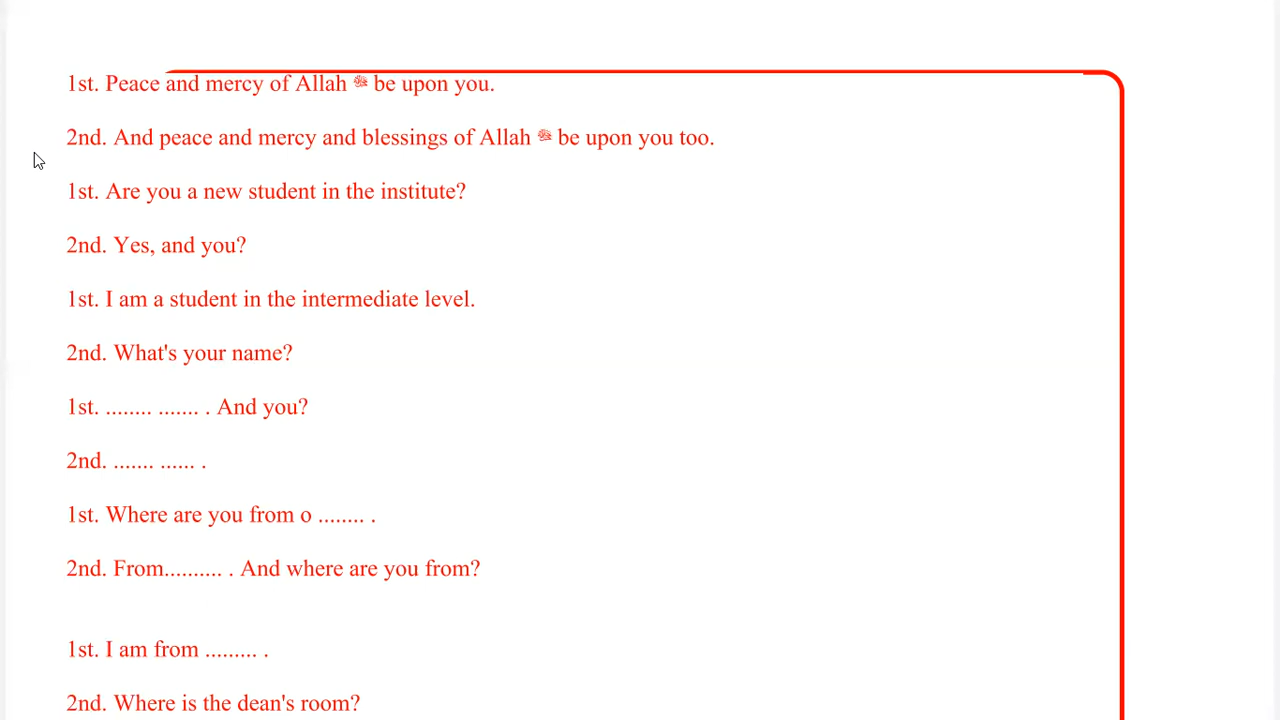 1st. Peace and mercy of Allah ﷻ be upon you.
2nd. And peace and mercy and blessings of Allah ﷻ be upon you too.
1st. Are you a new student in the institute?
2nd. Yes, and you?
1st. I am a student in the intermediate level.
2nd. What's your name?
1st. ........ ....... . And you?
2nd. ....... ...... .
1st. Where are you from o ........ .
2nd. From.......... . And where are you from?
1st. I am from ......... .
2nd. Where is the dean's room?